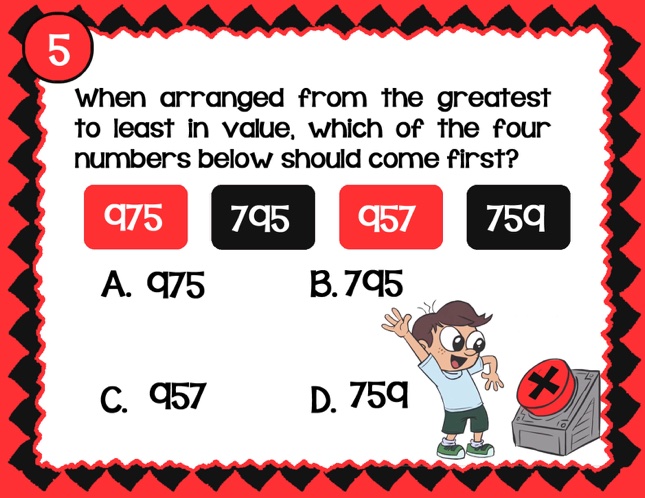 5
When arranged from the greatest
to least in value, which of the four
numbers below should come first?
975 795 957 759
A. 975 B. 795
C. 957 D. 759